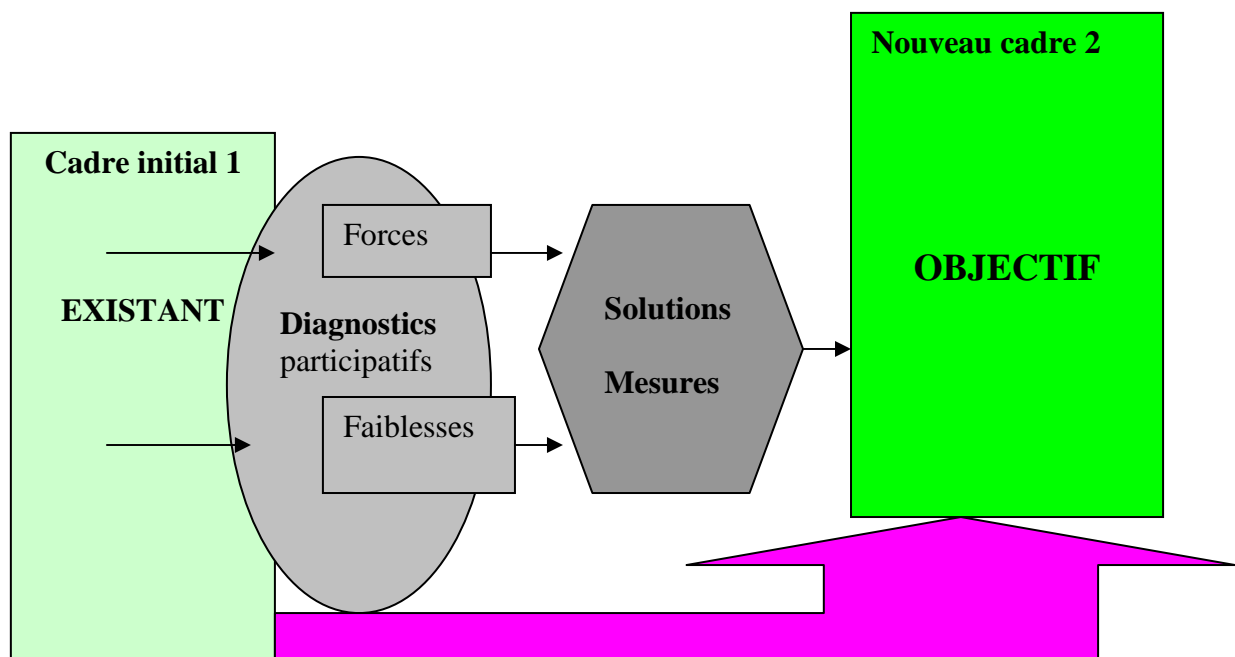 Nouveau cadre 2
Cadre initial 1
Forces
OBJECTIF
EXISTANT
Diagnostics
participatifs
Solutions
Mesures
Faiblesses